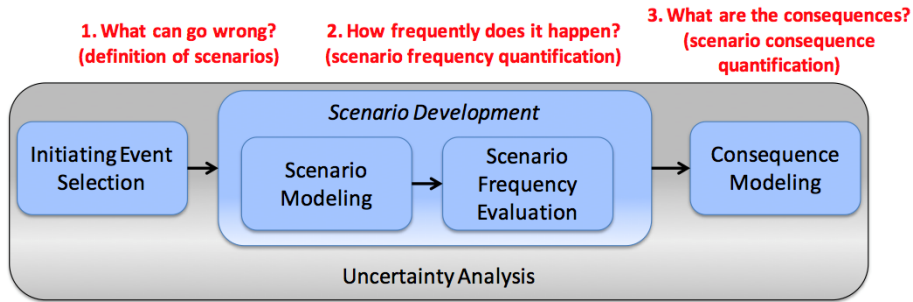 1. What can go wrong?
(definition of scenarios)
2. How frequently does it happen?
(scenario frequency quantification)
3. What are the consequences?
(scenario consequence
quantification)
Scenario Development
Initiating Event
Selection
Scenario
Modeling
Scenario
Frequency
Evaluation
Consequence
Modeling
Uncertainty Analysis